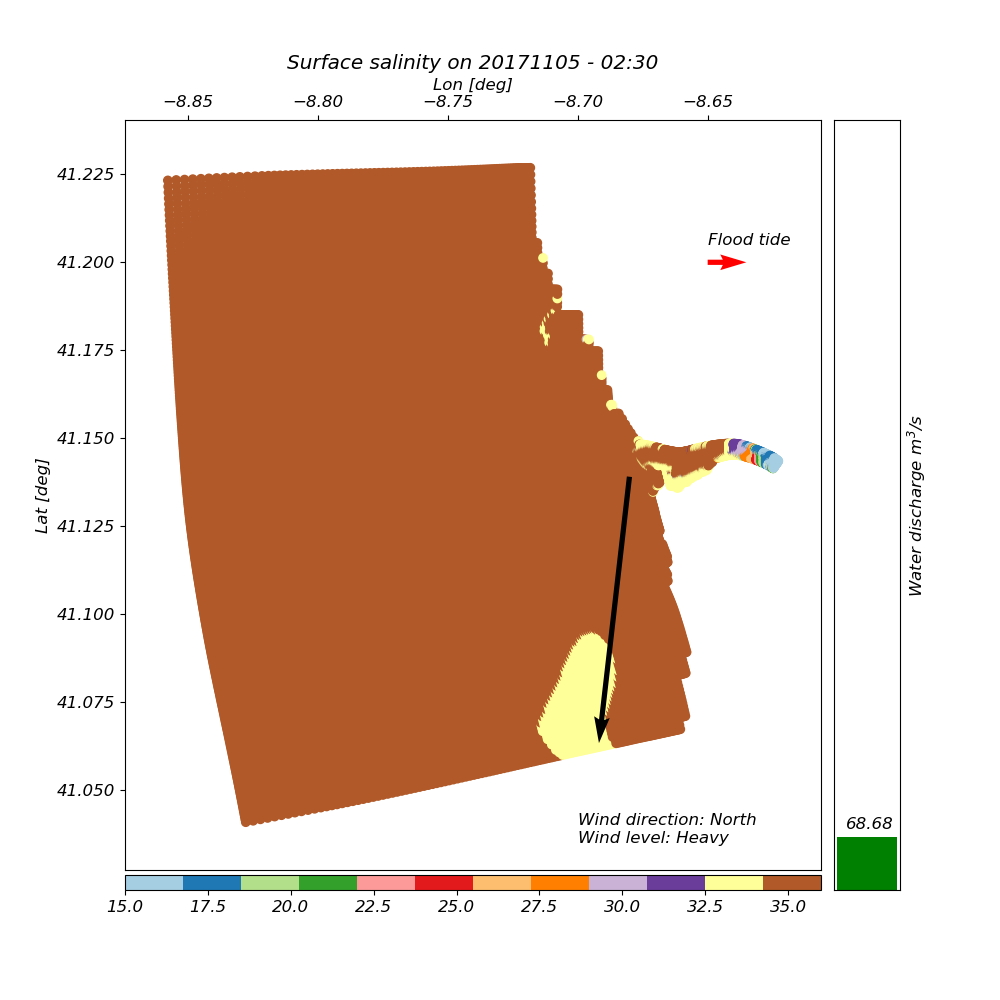 Surface salinity on 20171105 - 02:30
Lon [deg]
−8.85 −8.80 −8.75 −8.70 −8.65
41.225
41.200
41.175
41.150
41.125
41.100
41.075
41.050
Lat [deg]
Flood tide
Wind direction: North
Wind level: Heavy
15.0 17.5 20.0 22.5 25.0 27.5 30.0 32.5 35.0
68.68
Water discharge m³/s